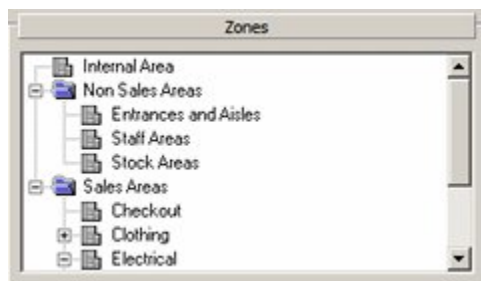 Zones
Internal Area
Non Sales Areas
Entrances and Aisles
Staff Areas
Stock Areas
Sales Areas
Checkout
Clothing
Electrical